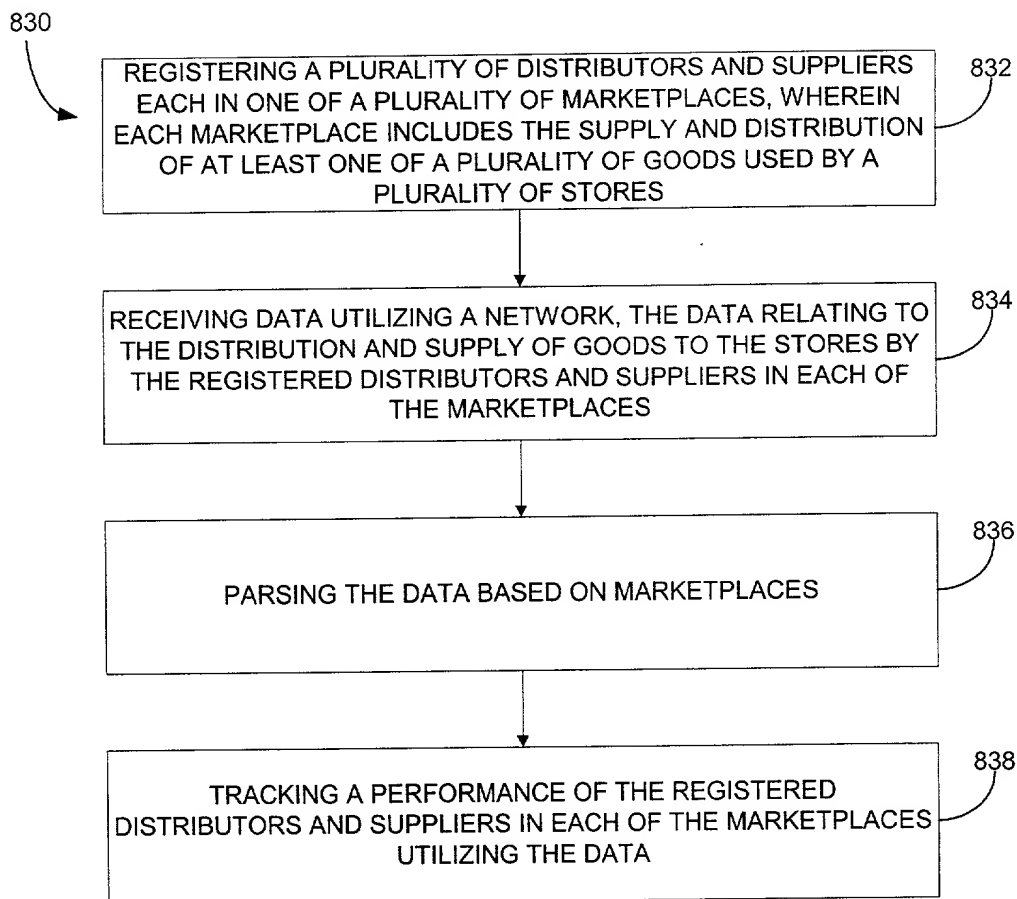 830
REGISTERING A PLURALITY OF DISTRIBUTORS AND SUPPLIERS
EACH IN ONE OF A PLURALITY OF MARKETPLACES, WHEREIN
EACH MARKETPLACE INCLUDES THE SUPPLY AND DISTRIBUTION
OF AT LEAST ONE OF A PLURALITY OF GOODS USED BY A
PLURALITY OF STORES
832
RECEIVING DATA UTILIZING A NETWORK, THE DATA RELATING TO
THE DISTRIBUTION AND SUPPLY OF GOODS TO THE STORES BY
THE REGISTERED DISTRIBUTORS AND SUPPLIERS IN EACH OF
THE MARKETPLACES
834
PARSING THE DATA BASED ON MARKETPLACES
836
TRACKING A PERFORMANCE OF THE REGISTERED
DISTRIBUTORS AND SUPPLIERS IN EACH OF THE MARKETPLACES
UTILIZING THE DATA
838